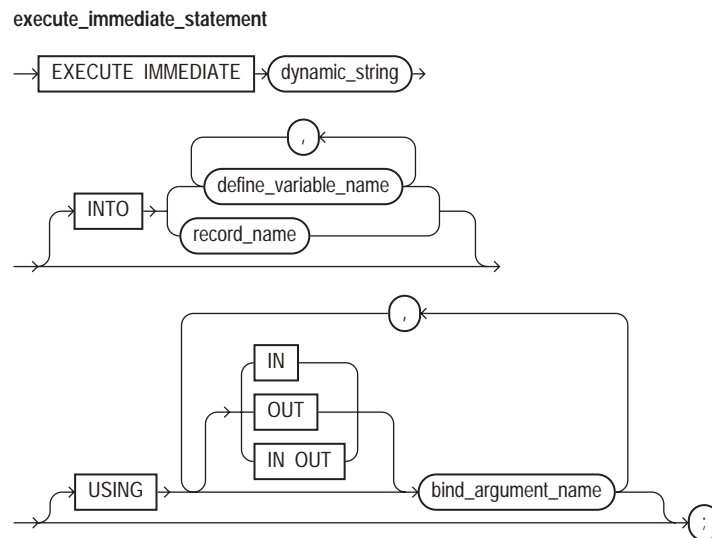 execute_immediate_statement
EXECUTE IMMEDIATE dynamic_string
,
define_variable_name
INTO
record_name
,
IN
OUT
IN OUT
USING bind_argument_name
;